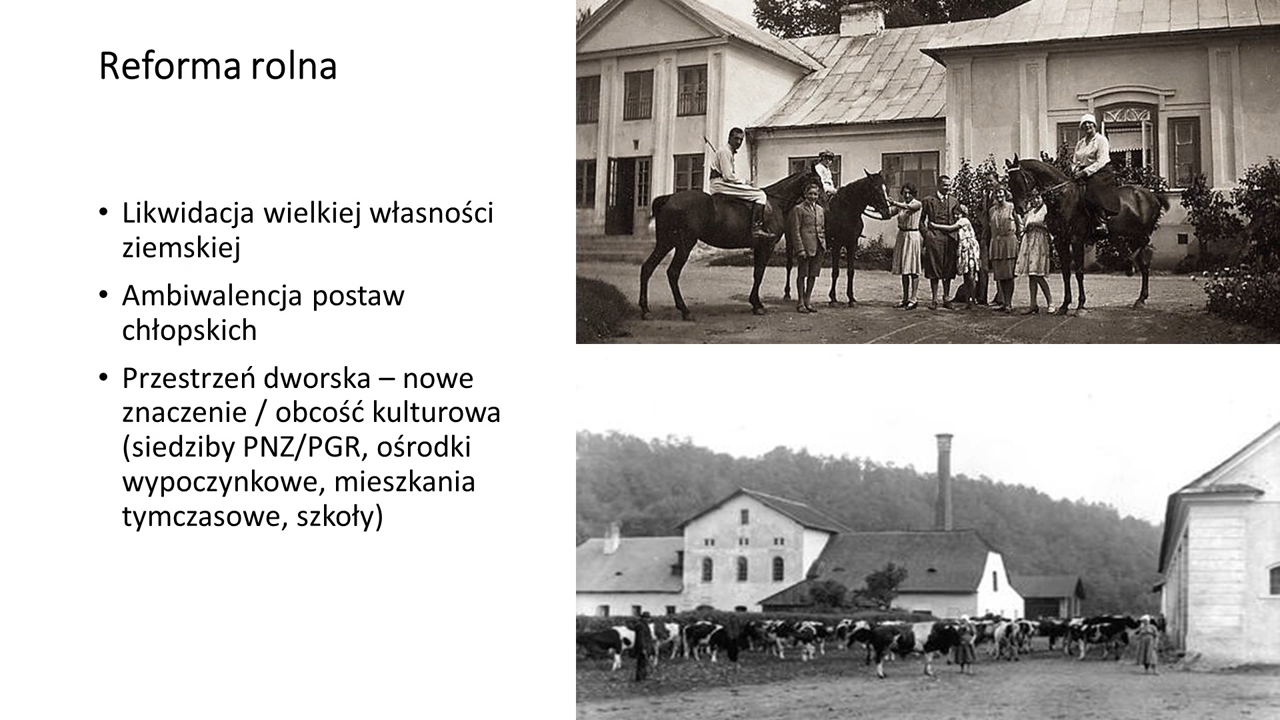 Reforma rolna
• Likwidacja wielkiej własności
ziemskiej
• Ambiwalencja postaw
chłopskich
• Przestrzeń dworska – nowe
znaczenie / obcość kulturowa
(siedziby PNZ/PGR, ośrodki
wypoczynkowe, mieszkania
tymczasowe, szkoły)